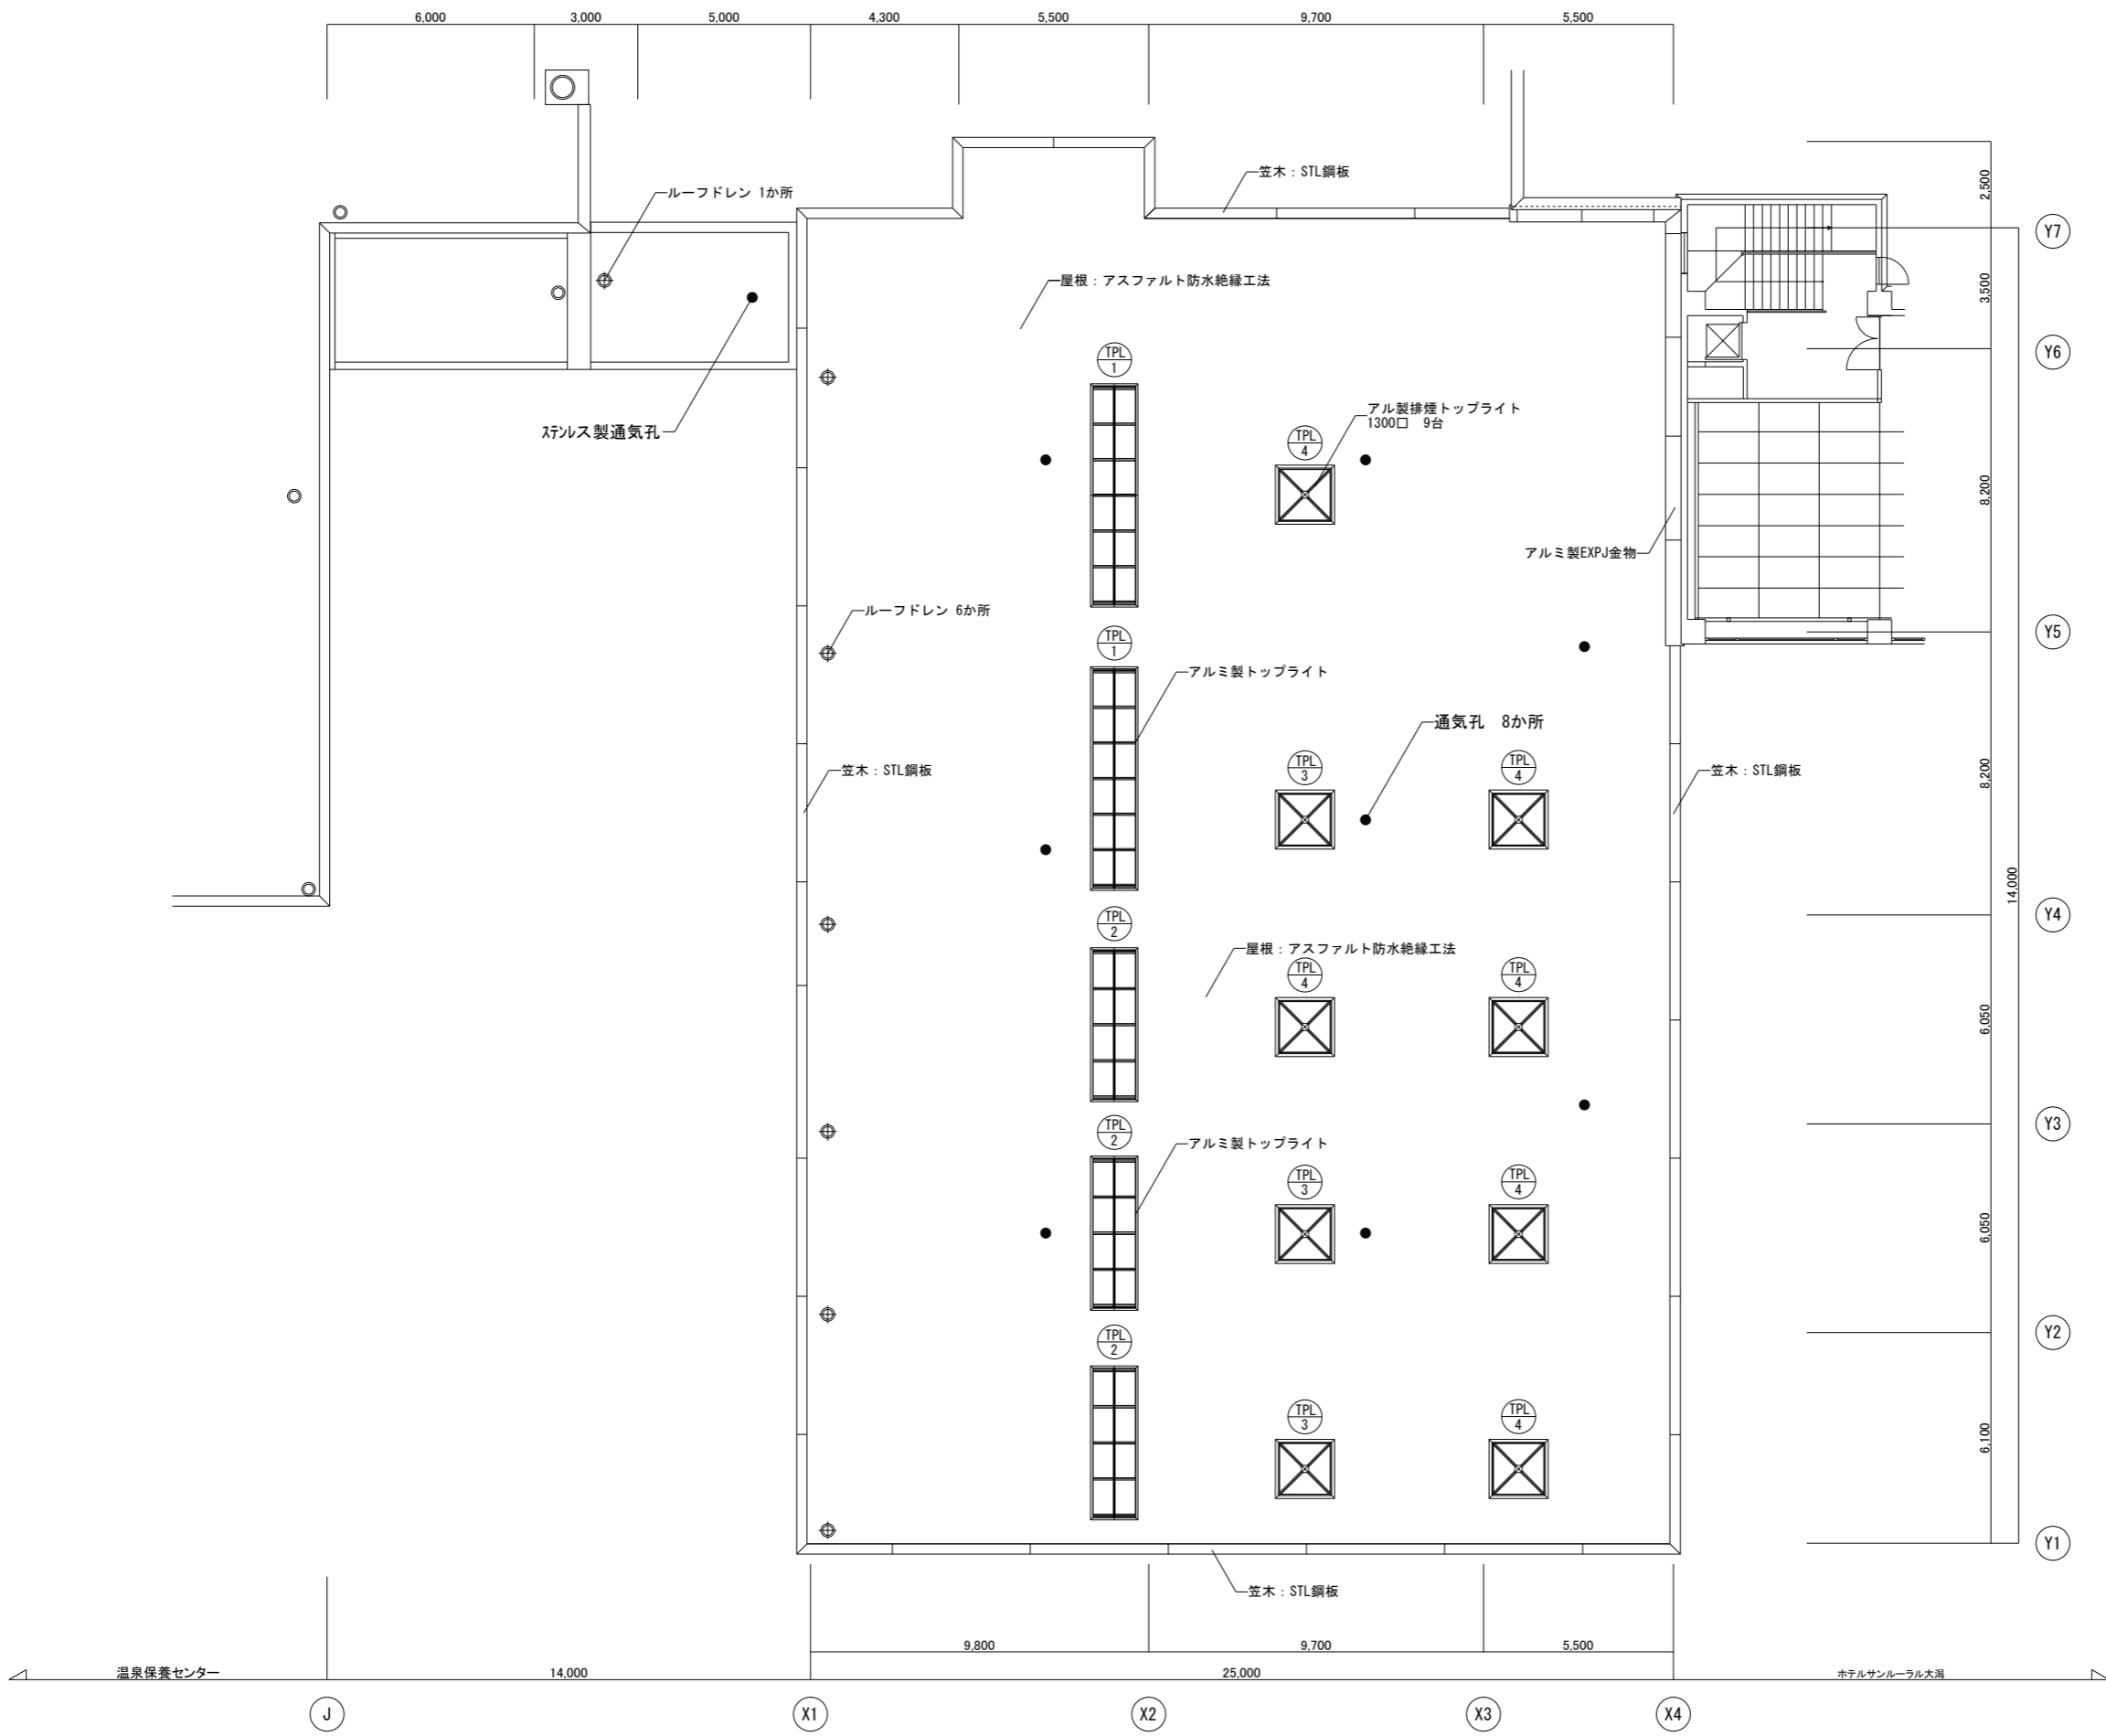 6,000 3,000 5,000 4,300 5,500 9,700 5,500
笠木：STL鋼板
ルーフドレン 1か所
2,500
Y7
屋根：アスファルト防水絶縁工法
3,500
Y6
TPL
1
ステンレス製通気孔
アル製排煙トップライト
1300□ 9台
TPL
4
8,200
アルミ製EXPJ金物
ルーフドレン 6か所
Y5
TPL
1
アルミ製トップライト
通気孔 8か所
笠木：STL鋼板
TPL
3
TPL
4
笠木：STL鋼板
8,200
14,000
Y4
TPL
2
屋根：アスファルト防水絶縁工法
TPL
4
TPL
4
6,050
Y3
TPL
2
アルミ製トップライト
TPL
3
TPL
4
6,050
Y2
TPL
2
TPL
3
TPL
4
6,100
Y1
笠木：STL鋼板
9,800 9,700 5,500
温泉保養センター 14,000 25,000 ホテルサンルーラル大潟
J X1 X2 X3 X4